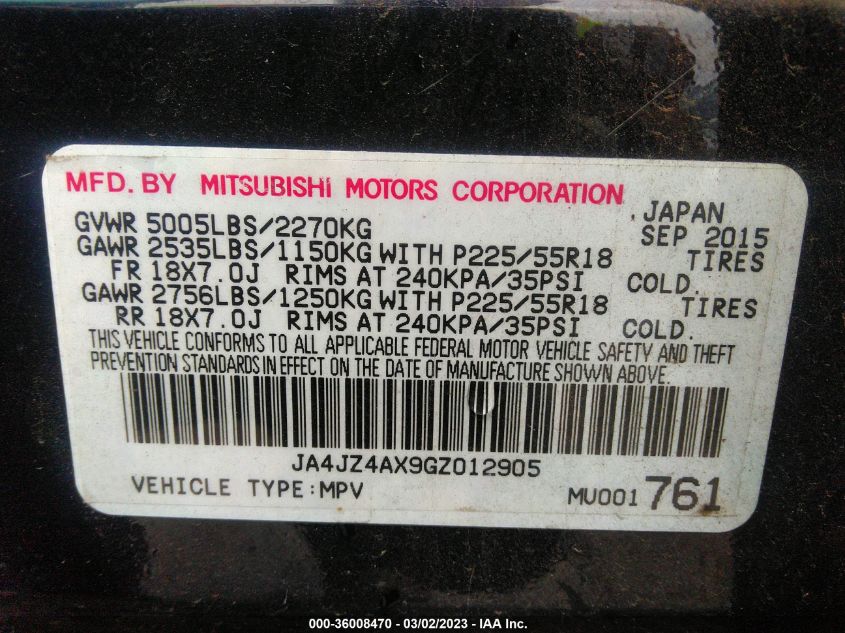 MFD. BY MITSUBISHI MOTORS CORPORATION
GVWR 5005LBS/2270KG . JAPAN
GAWR 2535LBS/1150KG WITH P225/55R18 SEP 2015
FR 18X7.0J RIMS AT 240KPA/35PSI COLD. TIRES
GAWR 2756LBS/1250KG WITH P225/55R18 TIRES
RR 18X7.0J RIMS AT 240KPA/35PSI COLD.
THIS VEHICLE CONFORMS TO ALL APPLICABLE FEDERAL MOTOR VEHICLE SAFETY AND THEFT
PREVENTION STANDARDS IN EFFECT ON THE DATE OF MANUFACTURE SHOWN ABOVE.
JA4JZ4AX9GZ012905
VEHICLE TYPE:MPV MU001 761
000-36008470 - 03/02/2023 - IAA Inc.